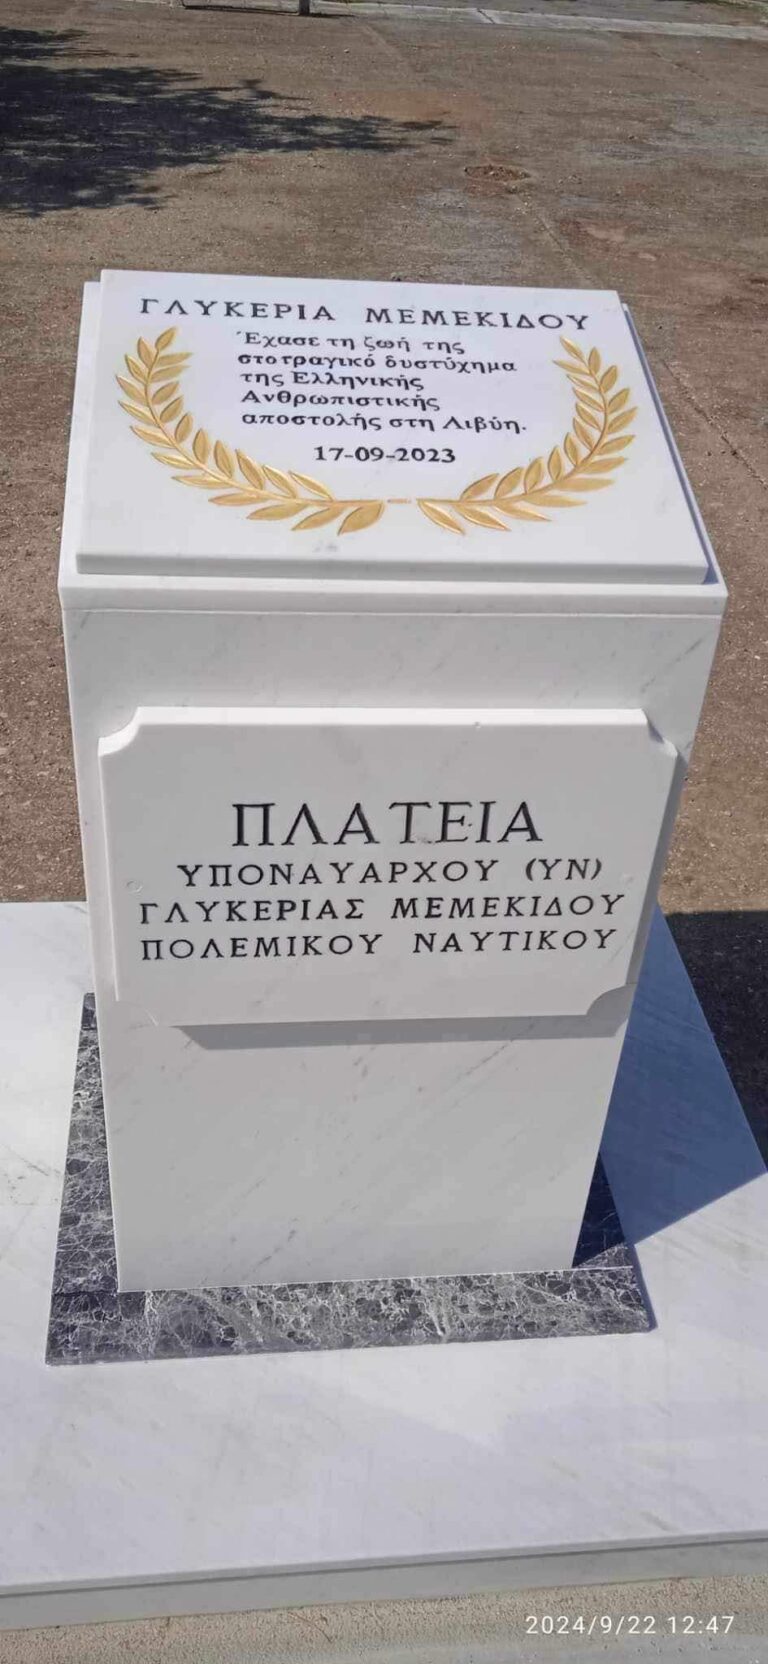 ΓΛΥΚΕΡΙΑ ΜΕΜΕΚΙΔΟΥ
Έχασε τη ζωή της
στο τραγικό δυστύχημα
της Ελληνικής
Ανθρωπιστικής
αποστολής στη Λιβύη.
17-09-2023
ΠΛΑΤΕΙΑ
ΥΠΟΝΑΥΑΡΧΟΥ (ΥΝ)
ΓΛΥΚΕΡΙΑΣ ΜΕΜΕΚΙΔΟΥ
ΠΟΛΕΜΙΚΟΥ ΝΑΥΤΙΚΟΥ
2024/9/22 12:47